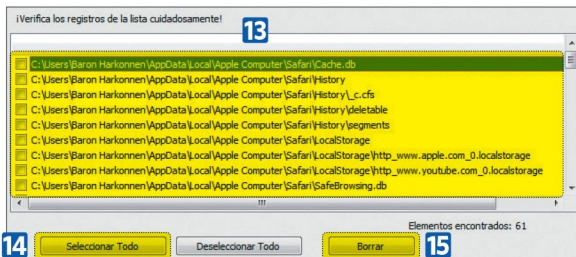 ¡Verifica los registros de la lista cuidadosamente!
13
C:\Users\Baron Harkonnen\AppData\Local\Apple Computer\Safari\Cache.db
C:\Users\Baron Harkonnen\AppData\Local\Apple Computer\Safari\History
C:\Users\Baron Harkonnen\AppData\Local\Apple Computer\Safari\History\_c.cfs
C:\Users\Baron Harkonnen\AppData\Local\Apple Computer\Safari\History\deletable
C:\Users\Baron Harkonnen\AppData\Local\Apple Computer\Safari\History\segments
C:\Users\Baron Harkonnen\AppData\Local\Apple Computer\Safari\LocalStorage
C:\Users\Baron Harkonnen\AppData\Local\Apple Computer\Safari\LocalStorage\http_www.apple.com_0.localstorage
C:\Users\Baron Harkonnen\AppData\Local\Apple Computer\Safari\LocalStorage\http_www.youtube.com_0.localstorage
C:\Users\Baron Harkonnen\AppData\Local\Apple Computer\Safari\SafeBrowsing.db
Elementos encontrados: 61
14 Seleccionar Todo Deseleccionar Todo Borrar 15